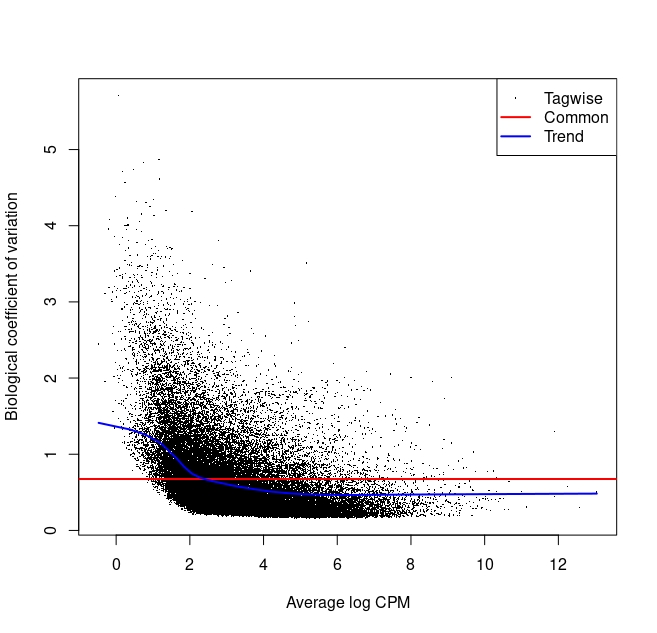 Tagwise
Common
Trend
Biological coefficient of variation
5
4
3
2
1
0
0 2 4 6 8 10 12
Average log CPM